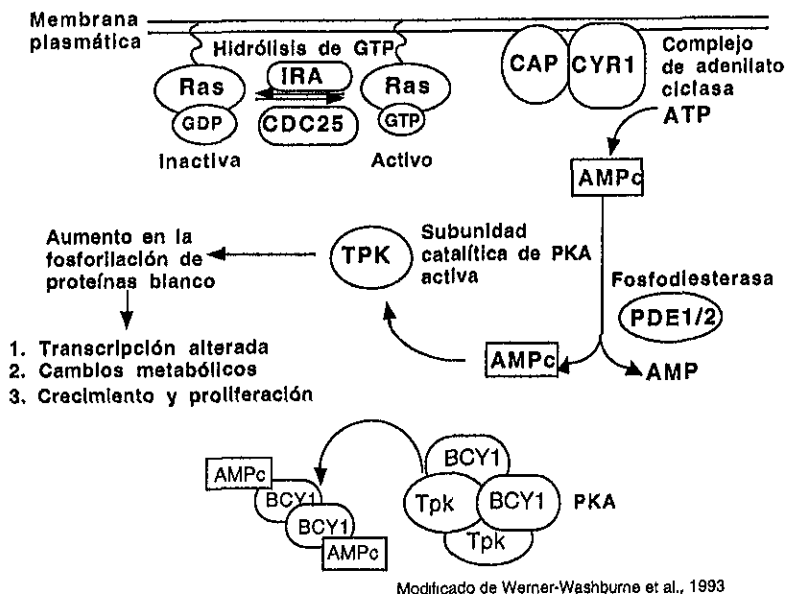 Membrana
plasmática
Hidrólisis de GTP
IRA
Ras
GDP
CDC25
Ras
GTP
Inactiva
Activo
CAP
CYR1
Complejo
de adenilato
ciclasa
ATP
AMPc
Aumento en la
fosforilación de
proteínas blanco
TPK
Subunidad
catalítica de PKA
activa
Fosfodiesterasa
PDE1/2
AMPc
AMP
1. Transcripción alterada
2. Cambios metabólicos
3. Crecimiento y proliferación
AMPc
BCY1
BCY1
AMPc
BCY1
Tpk
BCY1
Tpk
PKA
Modificado de Werner-Washburne et al., 1993